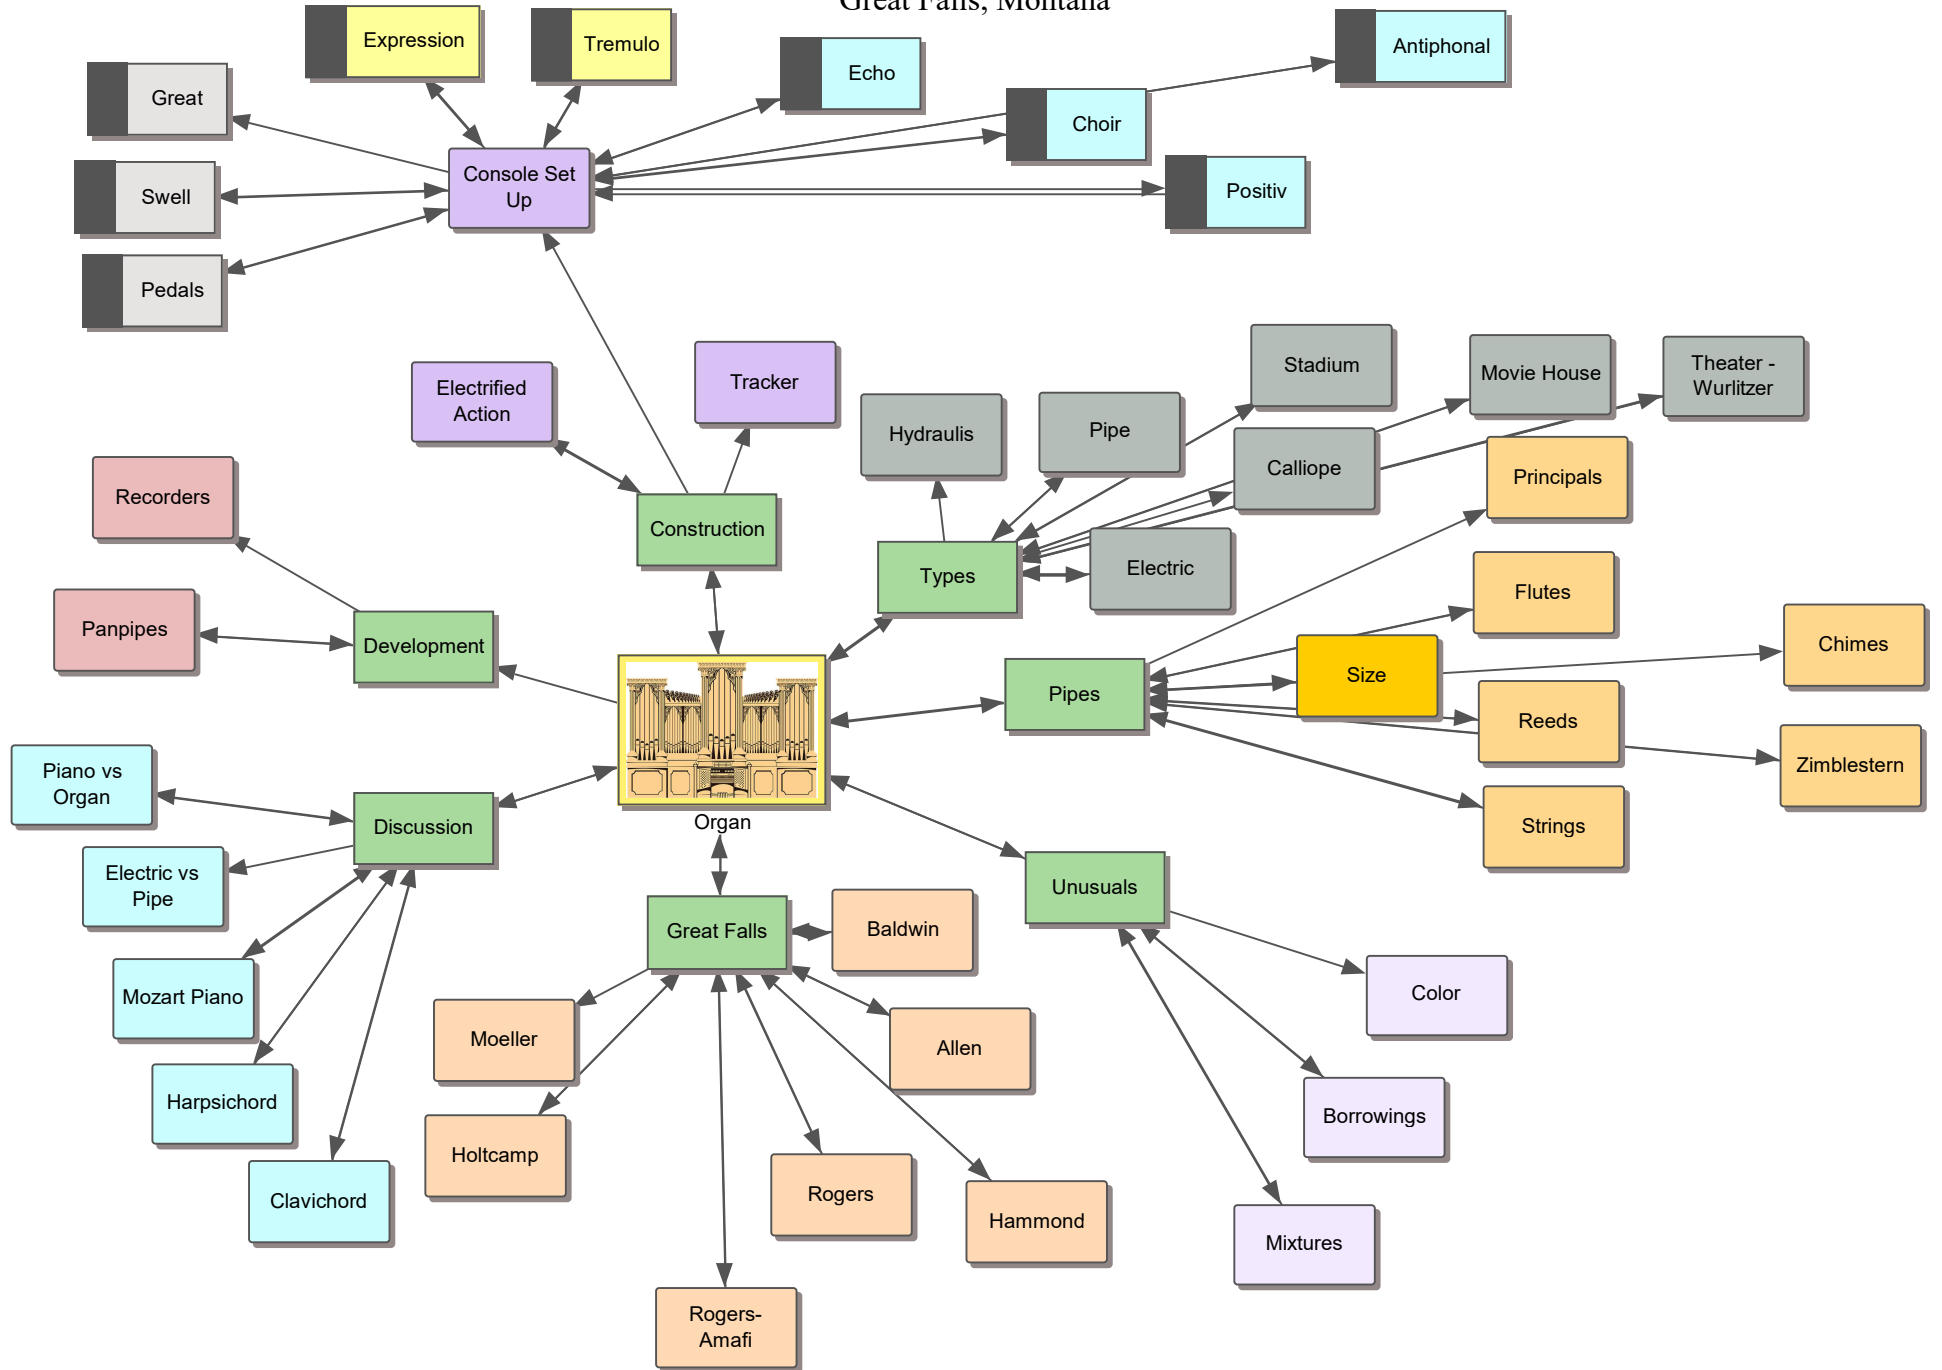 Great Falls, Montana
Expression
Tremulo
Antiphonal
Echo
Great
Choir
Console Set
Up
Swell
Positiv
Pedals
Stadium
Movie House
Theater -
Wurlitzer
Tracker
Electrified
Action
Hydraulis
Pipe
Calliope
Principals
Recorders
Construction
Types
Electric
Flutes
Panpipes
Development
Chimes
Size
Pipes
Reeds
Zimblestern
Piano vs
Organ
Organ
Discussion
Strings
Electric vs
Pipe
Unusuals
Great Falls
Baldwin
Mozart Piano
Color
Moeller
Allen
Harpsichord
Borrowings
Holtcamp
Rogers
Clavichord
Hammond
Mixtures
Rogers-
Amafi